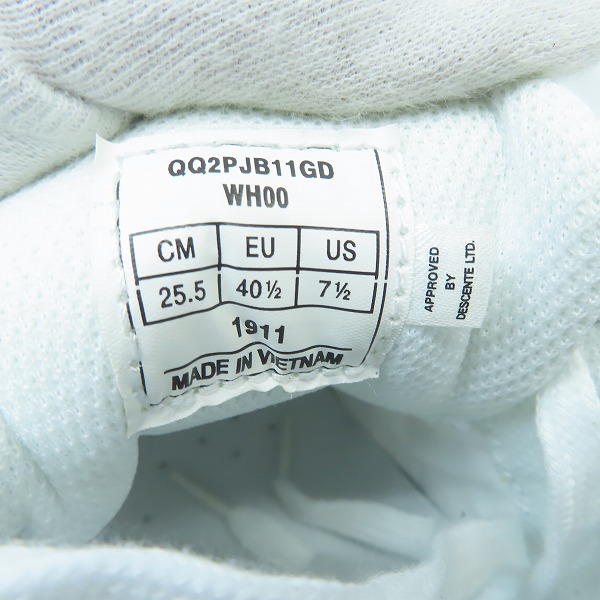 QQ2PJB11GD
WH00
CM EU US
25.5 40½ 7½
1911
MADE IN VIETNAM
APPROVED
BY
DESCENTE LTD.